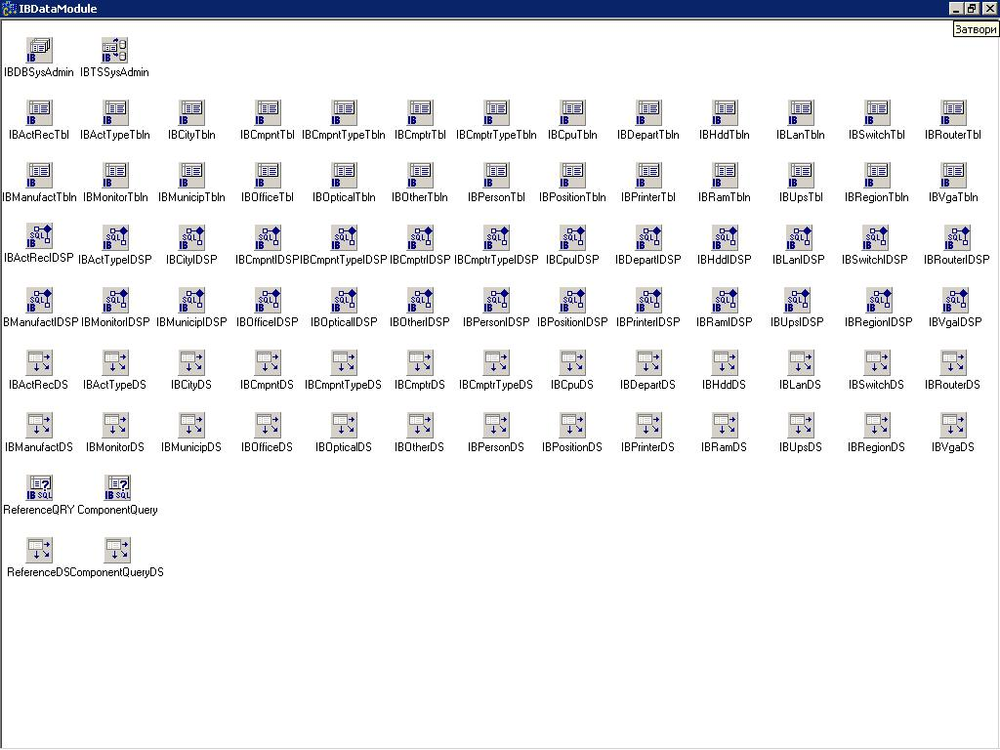 IBDataModule
Затвори
IBDBSysAdmin IBTSSysAdmin
IBActRecTbl IBActTypeTbln IBCityTbln IBCmpntTbl IBCmpntTypeTbln IBCmptrTbl IBCmptrTypeTbln IBCpuTbln IBDepartTbln IBHddTbln IBLanTbln IBSwitchTbl IBRouterTbl
IBManufactTbln IBMonitorTbln IBMunicipTbln IBOfficeTbl IBOpticalTbln IBOtherTbln IBPersonTbl IBPositionTbln IBPrinterTbl IBRamTbln IBUpsTbl IBRegionTbln IBVgaTbln
IBActRecIDSP IBActTypeIDSP IBCityIDSP IBCmpntIDSP IBCmpntTypeIDSP IBCmptrIDSP IBCmptrTypeIDSP IBCpuIDSP IBDepartIDSP IBHddIDSP IBLanIDSP IBSwitchIDSP IBRouterIDSP
BManufactIDSP IBMonitorIDSP IBMunicipIDSP IBOfficeIDSP IBOpticalIDSP IBOtherIDSP IBPersonIDSP IBPositionIDSP IBPrinterIDSP IBRamIDSP IBUpsIDSP IBRegionIDSP IBVgaIDSP
IBActRecDS IBActTypeDS IBCityDS IBCmpntDS IBCmpntTypeDS IBCmptrDS IBCmptrTypeDS IBCpuDS IBDepartDS IBHddDS IBLanDS IBSwitchDS IBRouterDS
IBManufactDS IBMonitorDS IBMunicipDS IBOfficeDS IBOpticalDS IBOtherDS IBPersonDS IBPositionDS IBPrinterDS IBRamDS IBUpsDS IBRegionDS IBVgaDS
ReferenceQRY ComponentQuery
ReferenceDS ComponentQueryDS